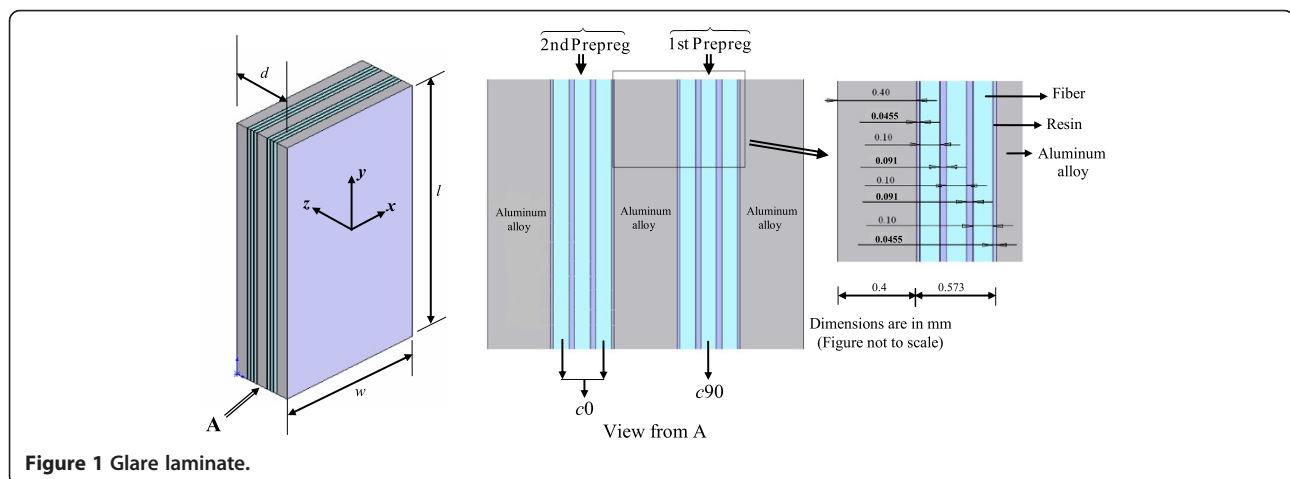 d
y
z
x
l
w
A
2nd Prepreg
1st Prepreg
Aluminum
alloy
Aluminum
alloy
Aluminum
alloy
c0
c90
View from A
0.40
0.0455
0.10
0.091
0.10
0.091
0.10
0.0455
Fiber
Resin
Aluminum
alloy
0.4
0.573
Dimensions are in mm
(Figure not to scale)
Figure 1 Glare laminate.